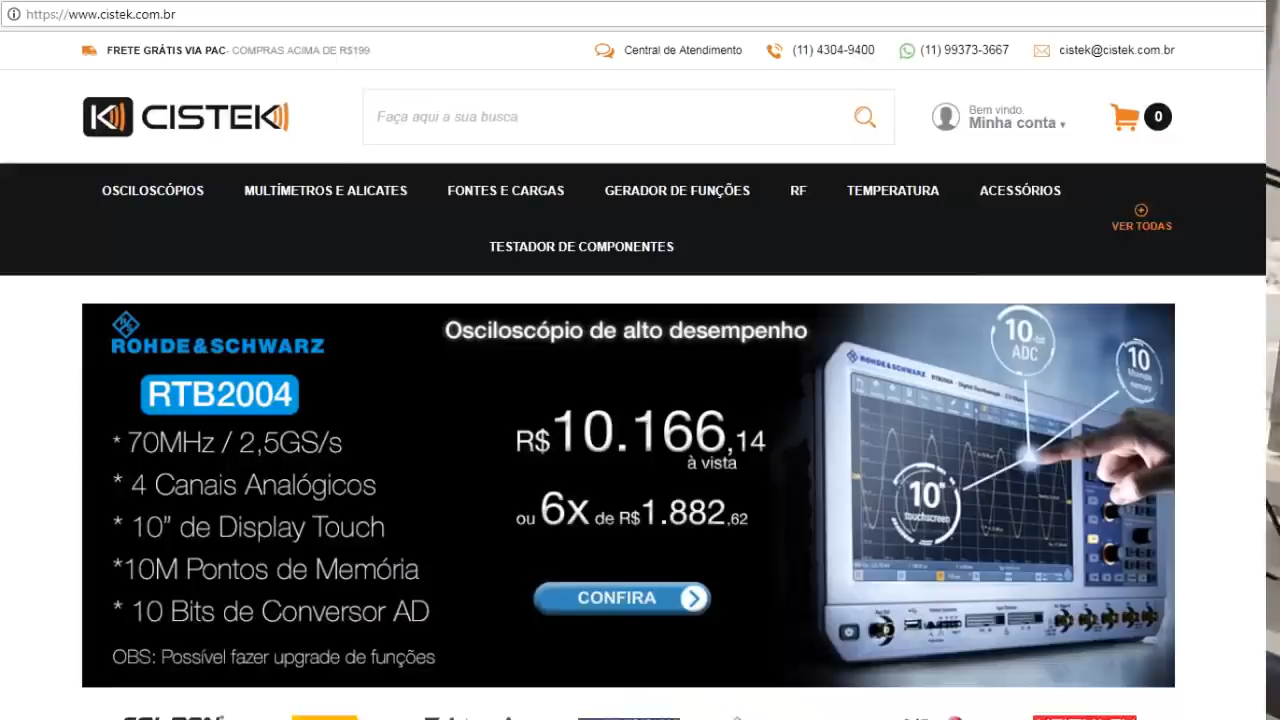 https://www.cistek.com.br
FRETE GRÁTIS VIA PAC- COMPRAS ACIMA DE R$199
Central de Atendimento
(11) 4304-9400
(11) 99373-3667
cistek@cistek.com.br
CISTEK
Faça aqui a sua busca
Bem vindo.
Minha conta
0
OSCILOSCÓPIOS
MULTÍMETROS E ALICATES
FONTES E CARGAS
GERADOR DE FUNÇÕES
RF
TEMPERATURA
ACESSÓRIOS
TESTADOR DE COMPONENTES
VER TODAS
ROHDE&SCHWARZ
RTB2004
* 70MHz / 2,5GS/s
* 4 Canais Analógicos
* 10" de Display Touch
*10M Pontos de Memória
* 10 Bits de Conversor AD
OBS: Possível fazer upgrade de funções
Osciloscópio de alto desempenho
R$10.166,14
à vista
ou 6x de R$1.882,62
CONFIRA
10-bit
ADC
10
Msample
memory
ROHDE&SCHWARZ
10"
touchscreen